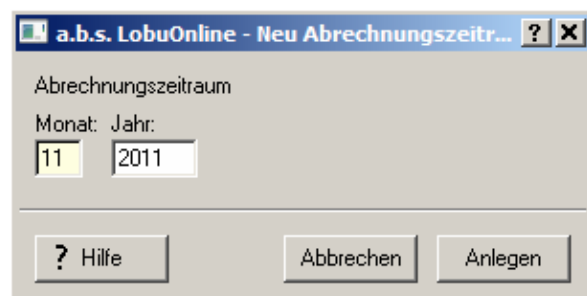 a.b.s. LobuOnline - Neu Abrechnungszeitr...
Abrechnungszeitraum
Monat: Jahr:
11 2011
? Hilfe Abbrechen Anlegen